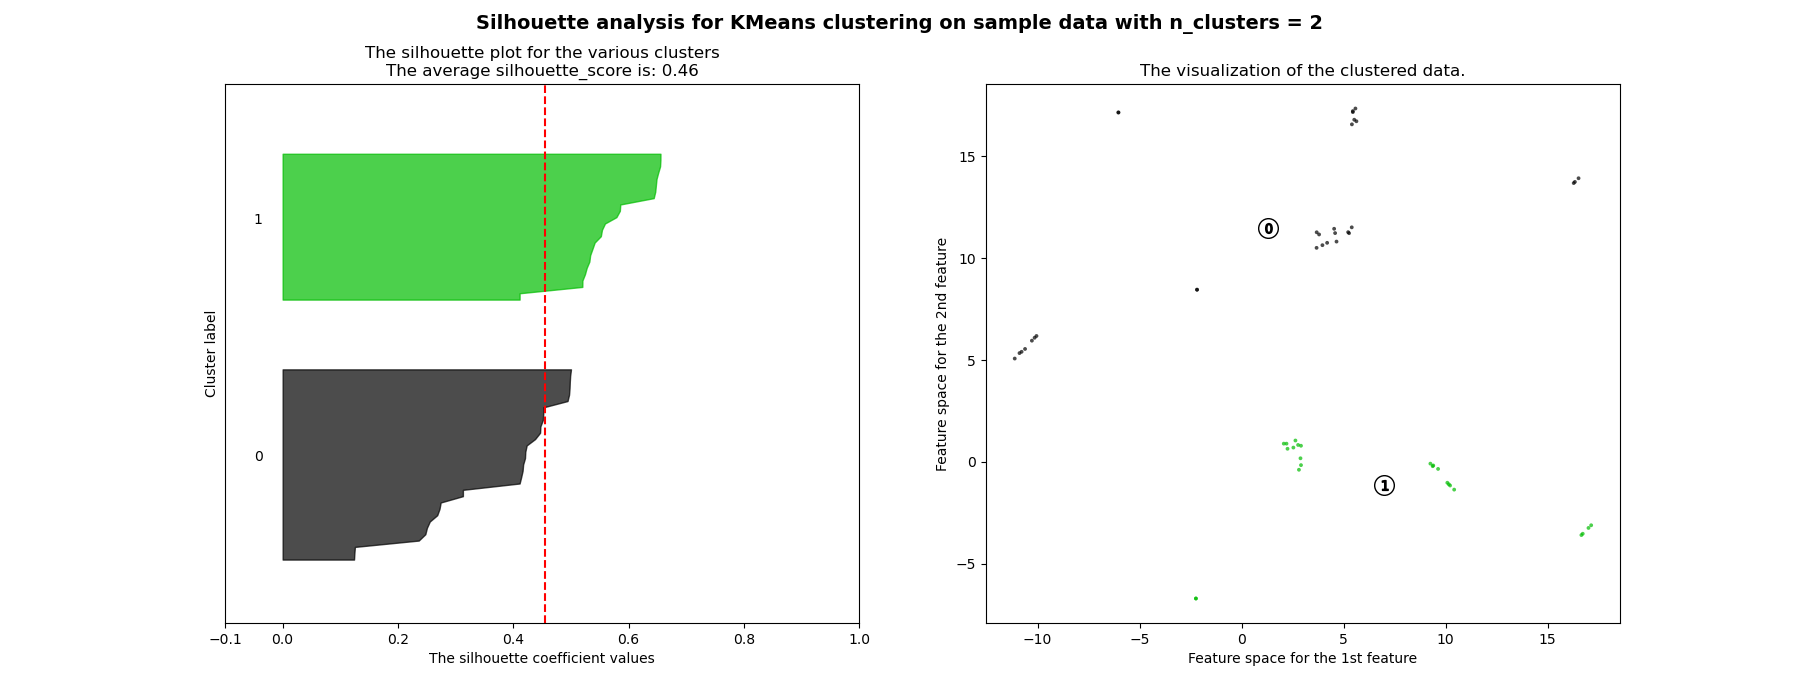 Silhouette analysis for KMeans clustering on sample data with n_clusters = 2
The silhouette plot for the various clusters
The average silhouette_score is: 0.46
Cluster label
1
0
−0.1 0.0 0.2 0.4 0.6 0.8 1.0
The silhouette coefficient values
The visualization of the clustered data.
Feature space for the 2nd feature
15
10
5
0
−5
0
1
−10 −5 0 5 10 15
Feature space for the 1st feature